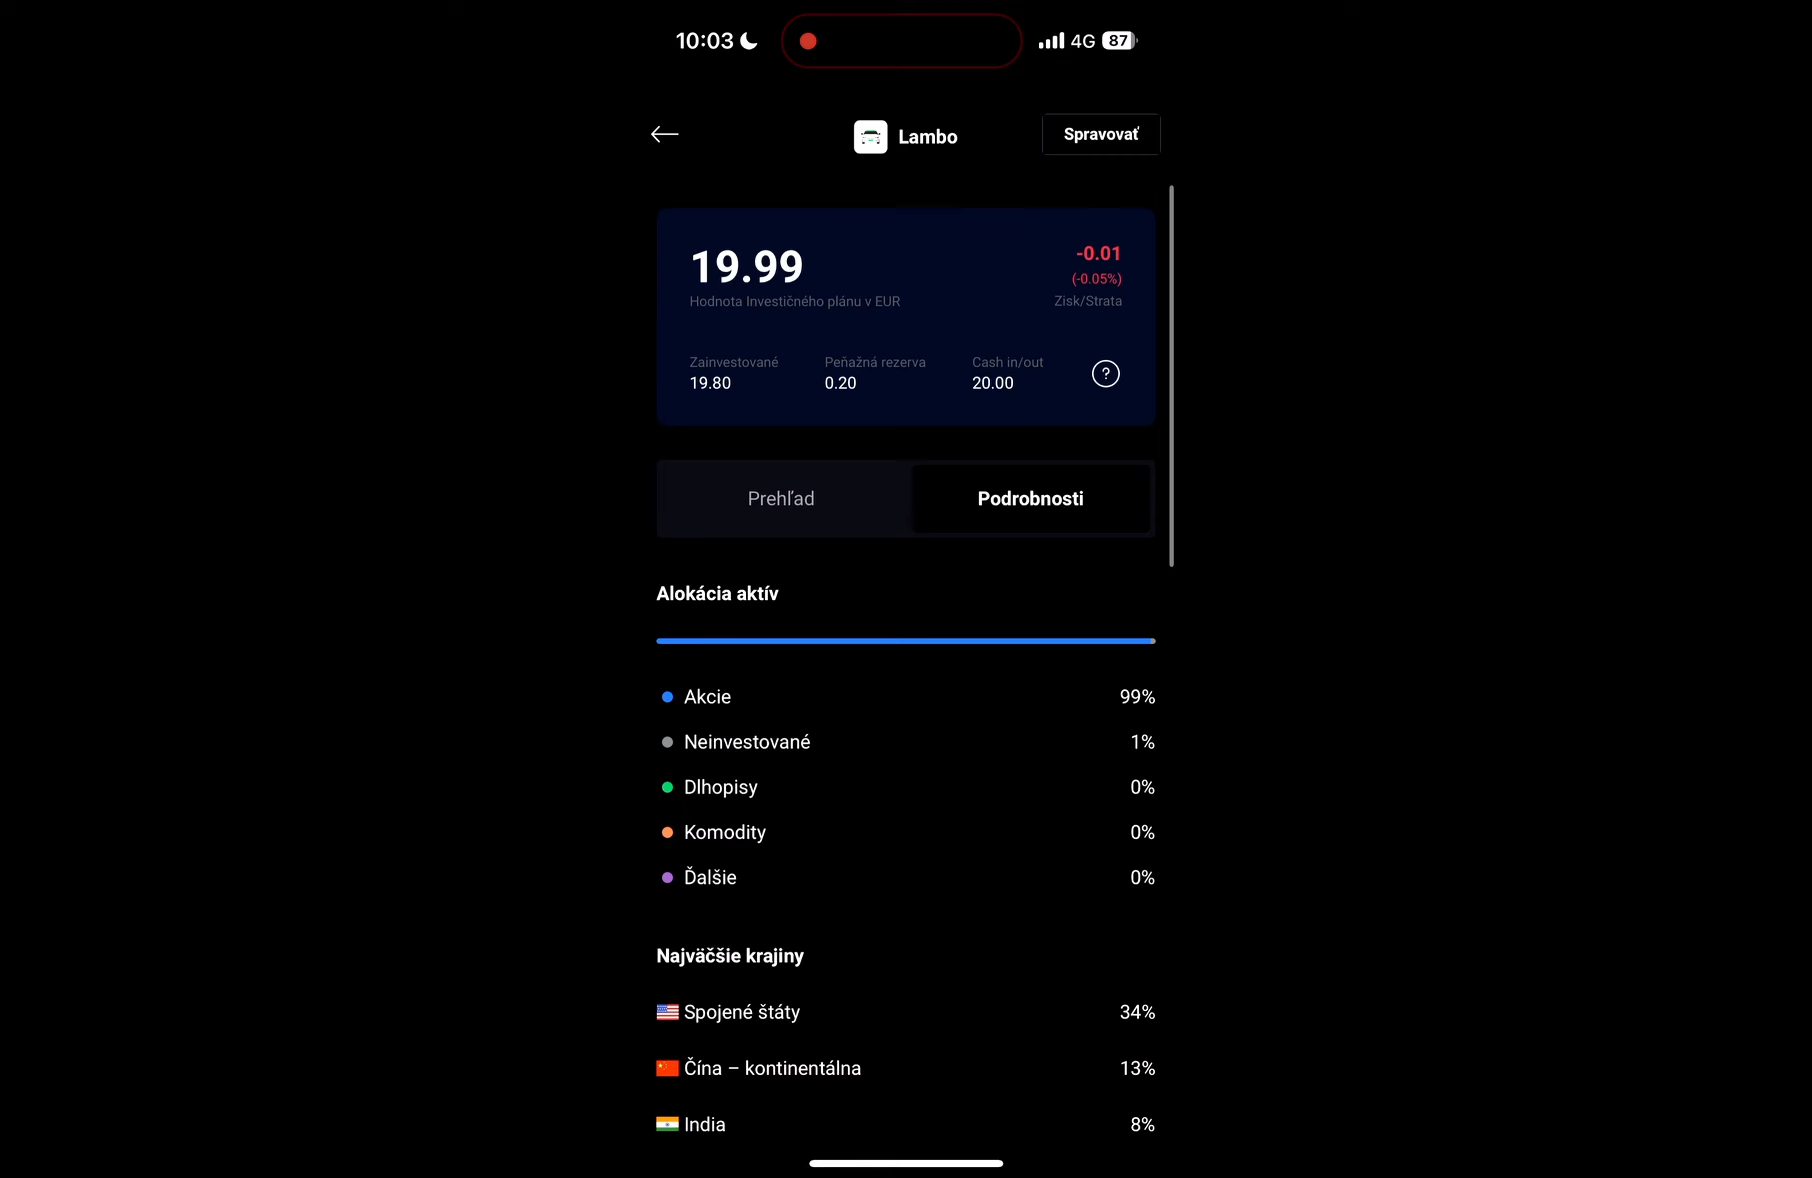 10:03
4G 87
Lambo
Spravovať
19.99
Hodnota Investičného plánu v EUR
-0.01
(-0.05%)
Zisk/Strata
Zainvestované
19.80
Peňažná rezerva
0.20
Cash in/out
20.00
?
Prehľad
Podrobnosti
Alokácia aktív
Akcie 99%
Neinvestované 1%
Dlhopisy 0%
Komodity 0%
Ďalšie 0%
Najväčšie krajiny
Spojené štáty 34%
Čína – kontinentálna 13%
India 8%